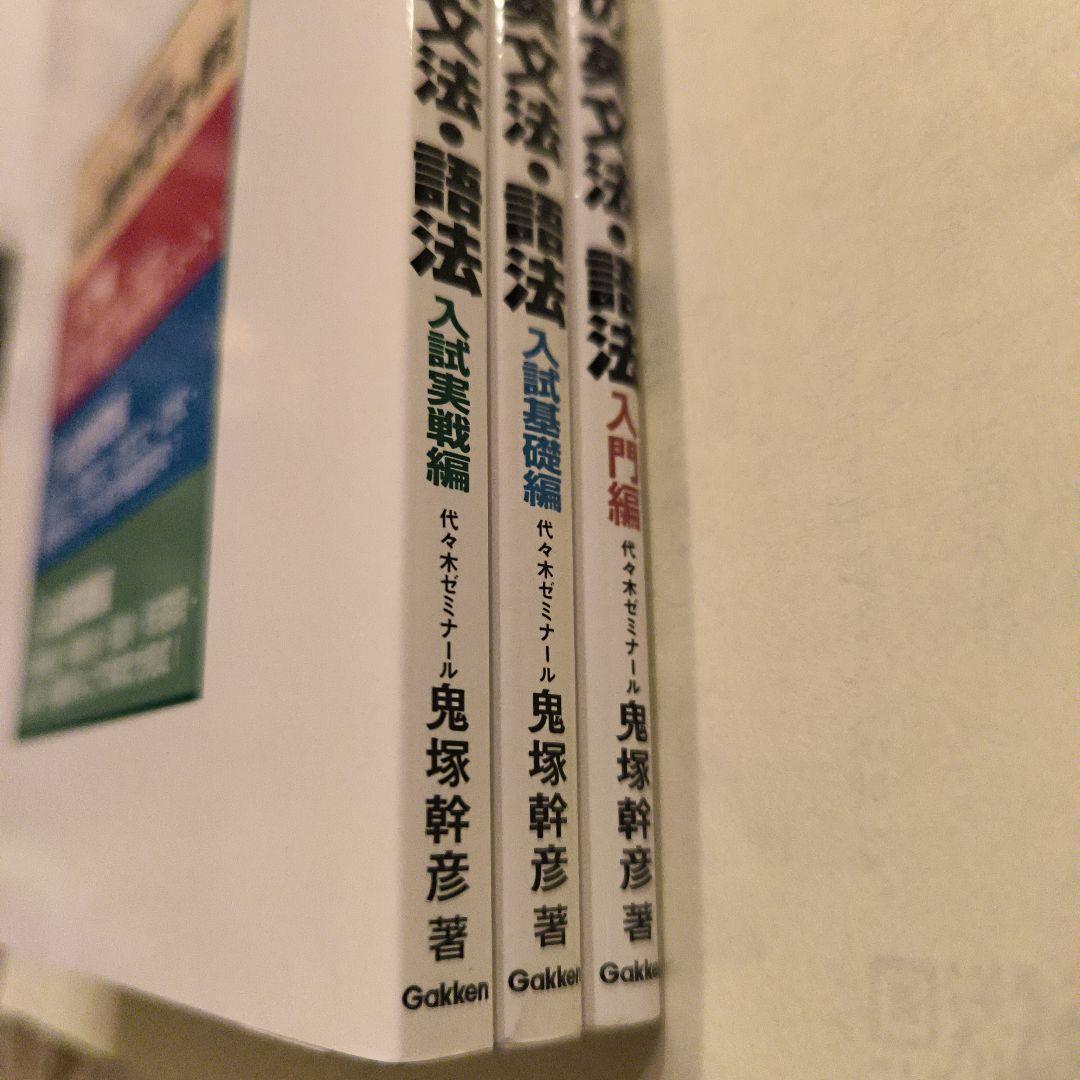 文法・語法
入試実戦編
代々木ゼミナール
鬼塚幹彦
著
Gakken
英文法・語法
入試基礎編
代々木ゼミナール
鬼塚幹彦
著
Gakken
の英文法・語法
入門編
代々木ゼミナール
鬼塚幹彦
著
Gakken